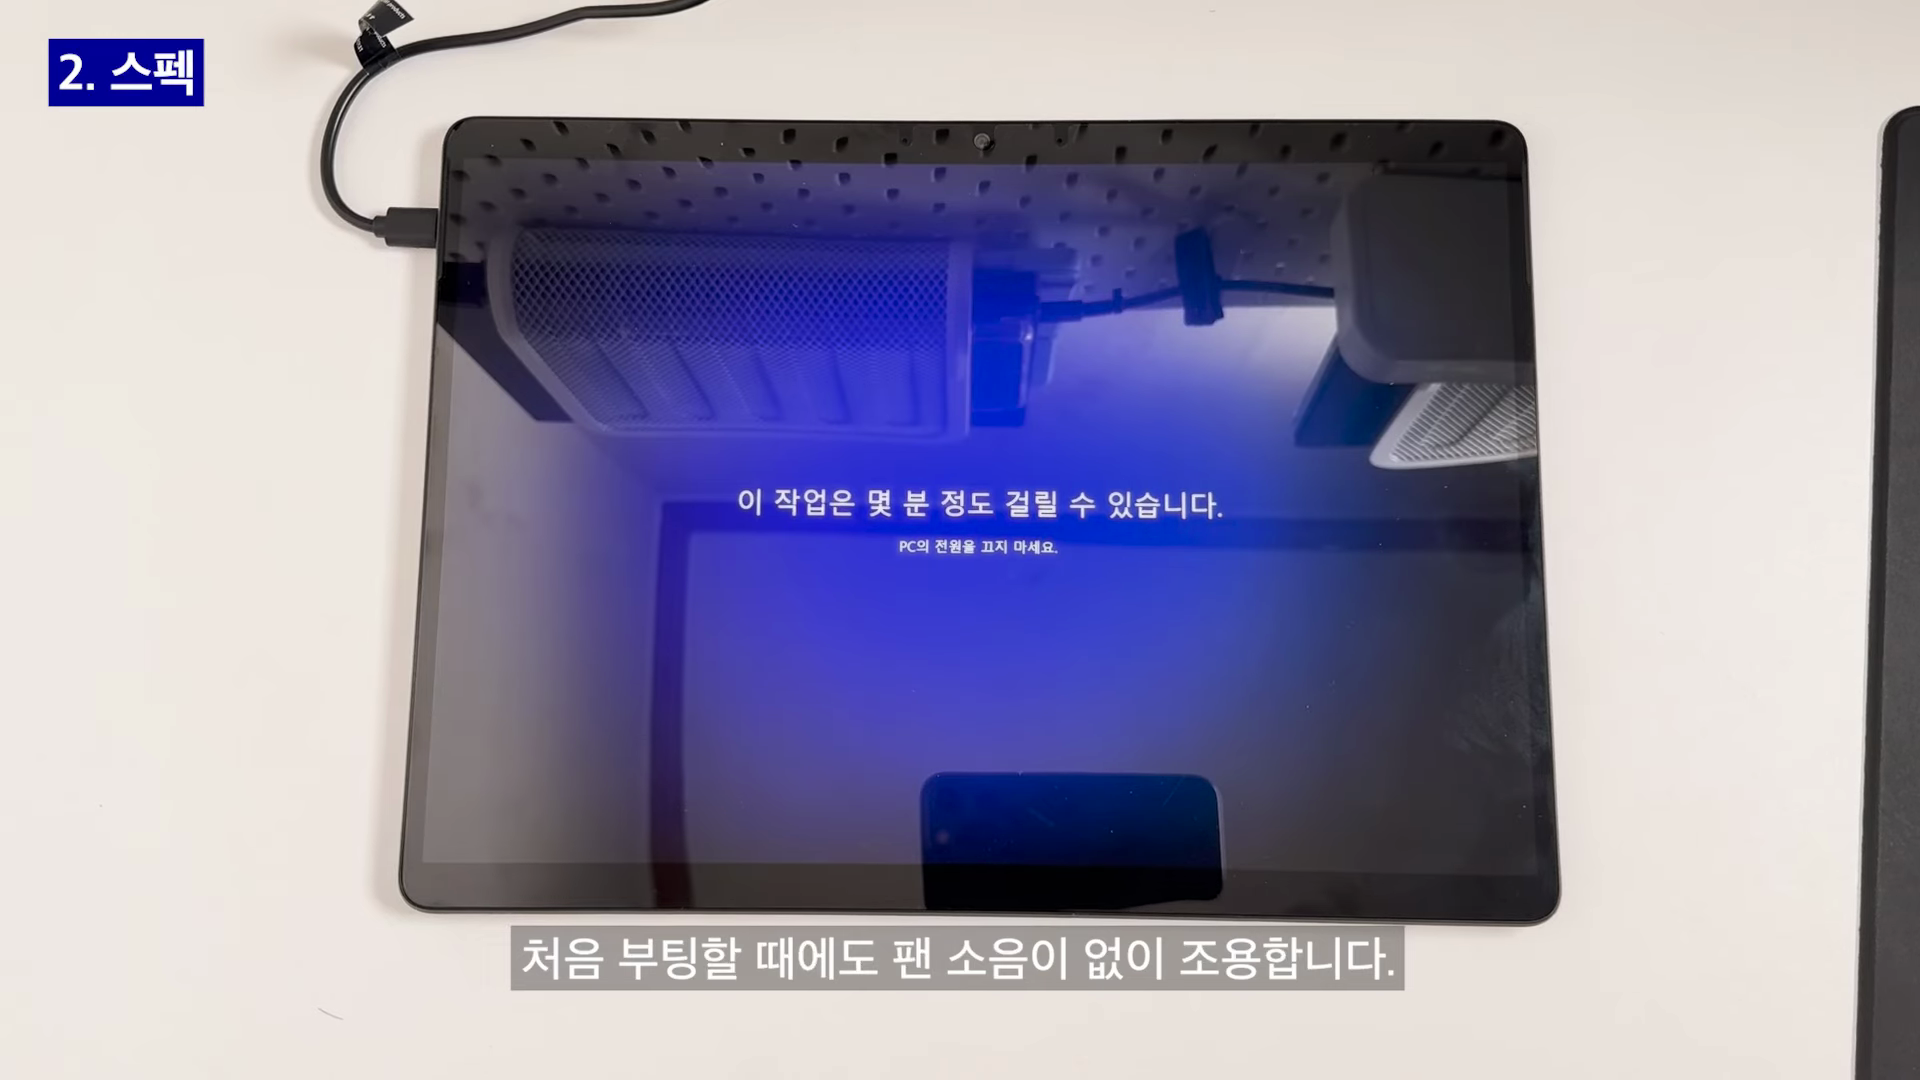 2. 스펙
이 작업은 몇 분 정도 걸릴 수 있습니다.
PC의 전원을 끄지 마세요.
처음 부팅할 때에도 팬 소음이 없이 조용합니다.